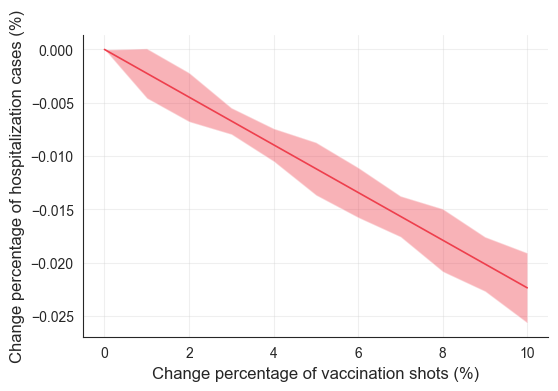 Change percentage of hospitalization cases (%)
0.000
−0.005
−0.010
−0.015
−0.020
−0.025
0 2 4 6 8 10
Change percentage of vaccination shots (%)